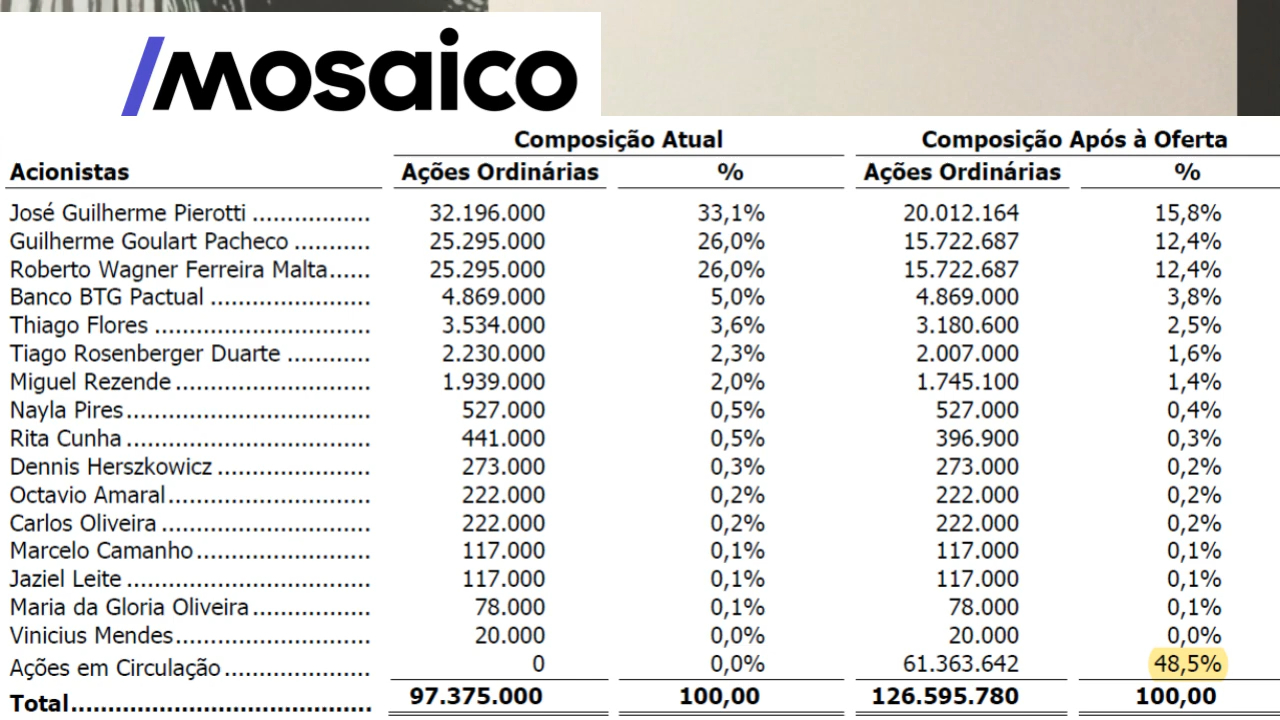 /mosaico
Composição Atual Composição Após à Oferta
Acionistas Ações Ordinárias % Ações Ordinárias %
José Guilherme Pierotti ................. 32.196.000 33,1% 20.012.164 15,8%
Guilherme Goulart Pacheco ........... 25.295.000 26,0% 15.722.687 12,4%
Roberto Wagner Ferreira Malta...... 25.295.000 26,0% 15.722.687 12,4%
Banco BTG Pactual ....................... 4.869.000 5,0% 4.869.000 3,8%
Thiago Flores ............................... 3.534.000 3,6% 3.180.600 2,5%
Tiago Rosenberger Duarte ............ 2.230.000 2,3% 2.007.000 1,6%
Miguel Rezende ............................ 1.939.000 2,0% 1.745.100 1,4%
Nayla Pires................................... 527.000 0,5% 527.000 0,4%
Rita Cunha ................................... 441.000 0,5% 396.900 0,3%
Dennis Herszkowicz ...................... 273.000 0,3% 273.000 0,2%
Octavio Amaral............................. 222.000 0,2% 222.000 0,2%
Carlos Oliveira .............................. 222.000 0,2% 222.000 0,2%
Marcelo Camanho ......................... 117.000 0,1% 117.000 0,1%
Jaziel Leite ................................... 117.000 0,1% 117.000 0,1%
Maria da Gloria Oliveira................. 78.000 0,1% 78.000 0,1%
Vinicius Mendes............................ 20.000 0,0% 20.000 0,0%
Ações em Circulação ..................... 0 0,0% 61.363.642 48,5%
Total........................................... 97.375.000 100,00 126.595.780 100,00